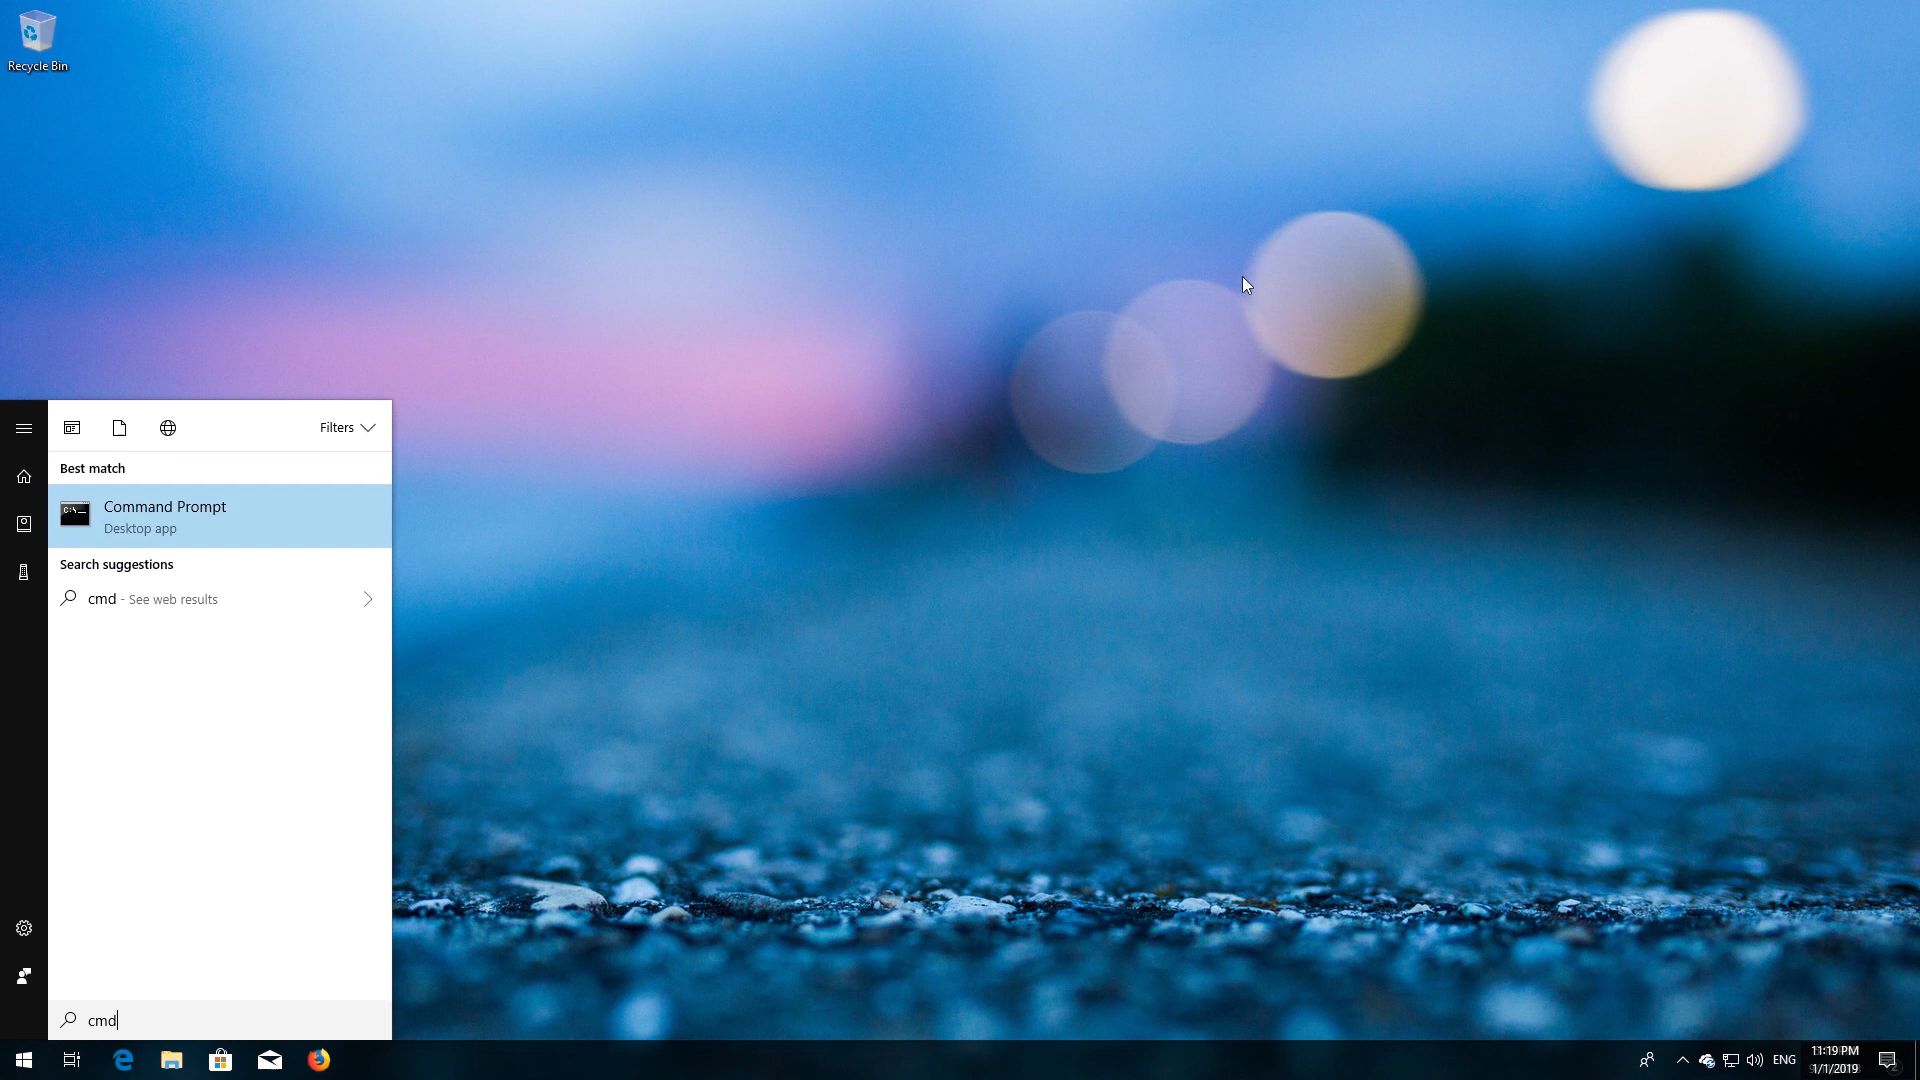 Recycle Bin
Filters
Best match
C:\_
Command Prompt
Desktop app
Search suggestions
cmd - See web results
cmd
ENG
11:19 PM
1/1/2019
2